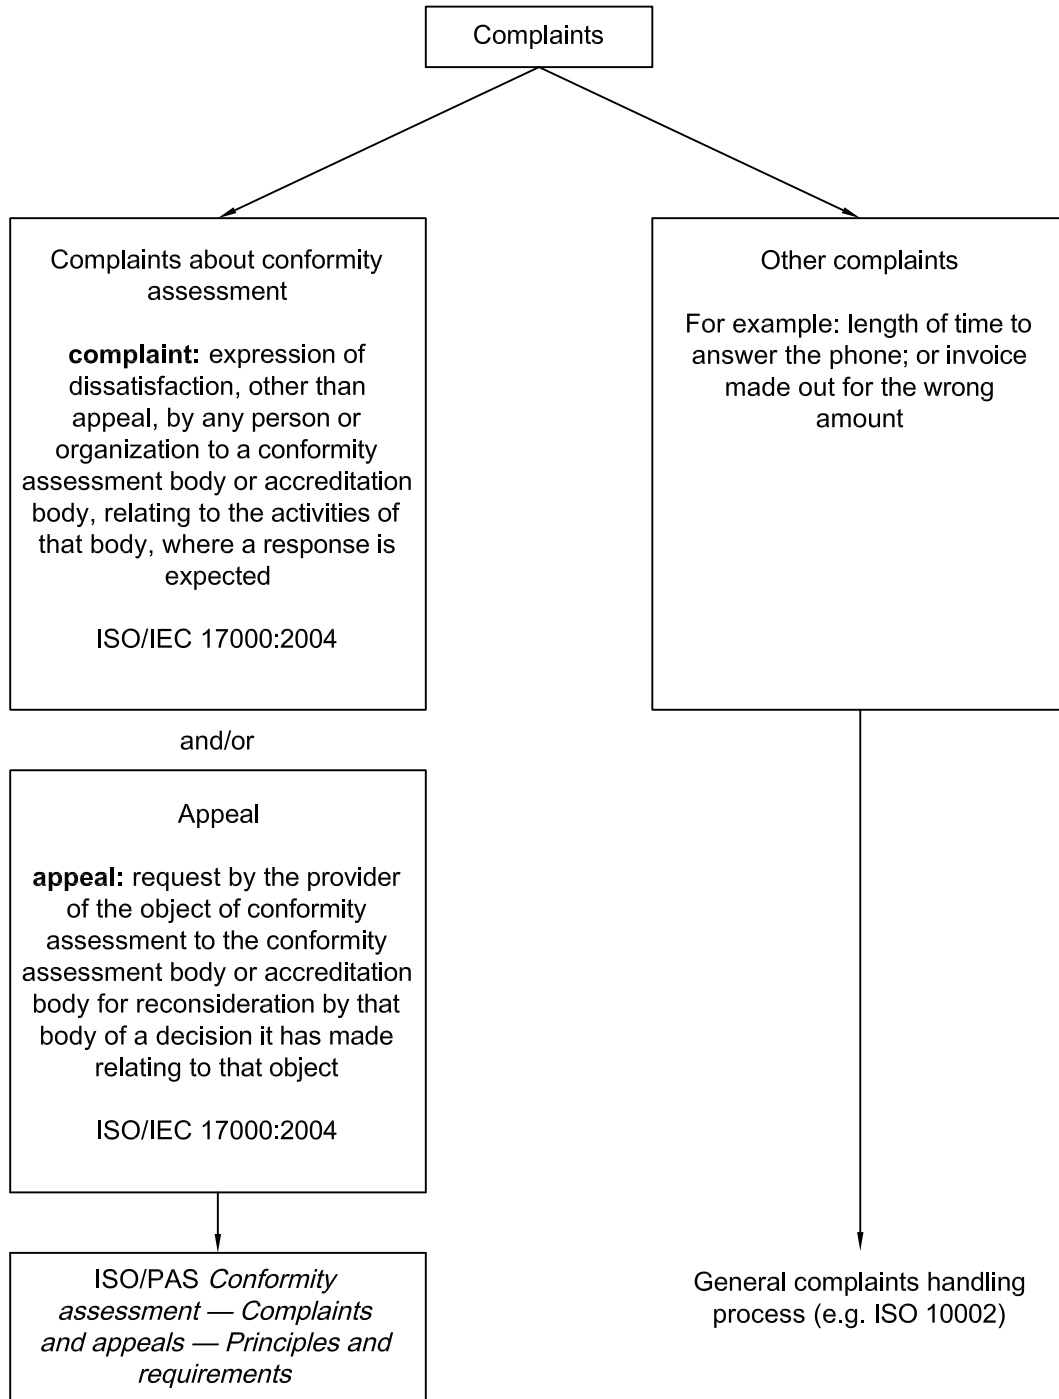 Complaints
Complaints about conformity
assessment
complaint: expression of
dissatisfaction, other than
appeal, by any person or
organization to a conformity
assessment body or accreditation
body, relating to the activities of
that body, where a response is
expected
ISO/IEC 17000:2004
and/or
Appeal
appeal: request by the provider
of the object of conformity
assessment to the conformity
assessment body or accreditation
body for reconsideration by that
body of a decision it has made
relating to that object
ISO/IEC 17000:2004
ISO/PAS Conformity
assessment — Complaints
and appeals — Principles and
requirements
Other complaints
For example: length of time to
answer the phone; or invoice
made out for the wrong
amount
General complaints handling
process (e.g. ISO 10002)